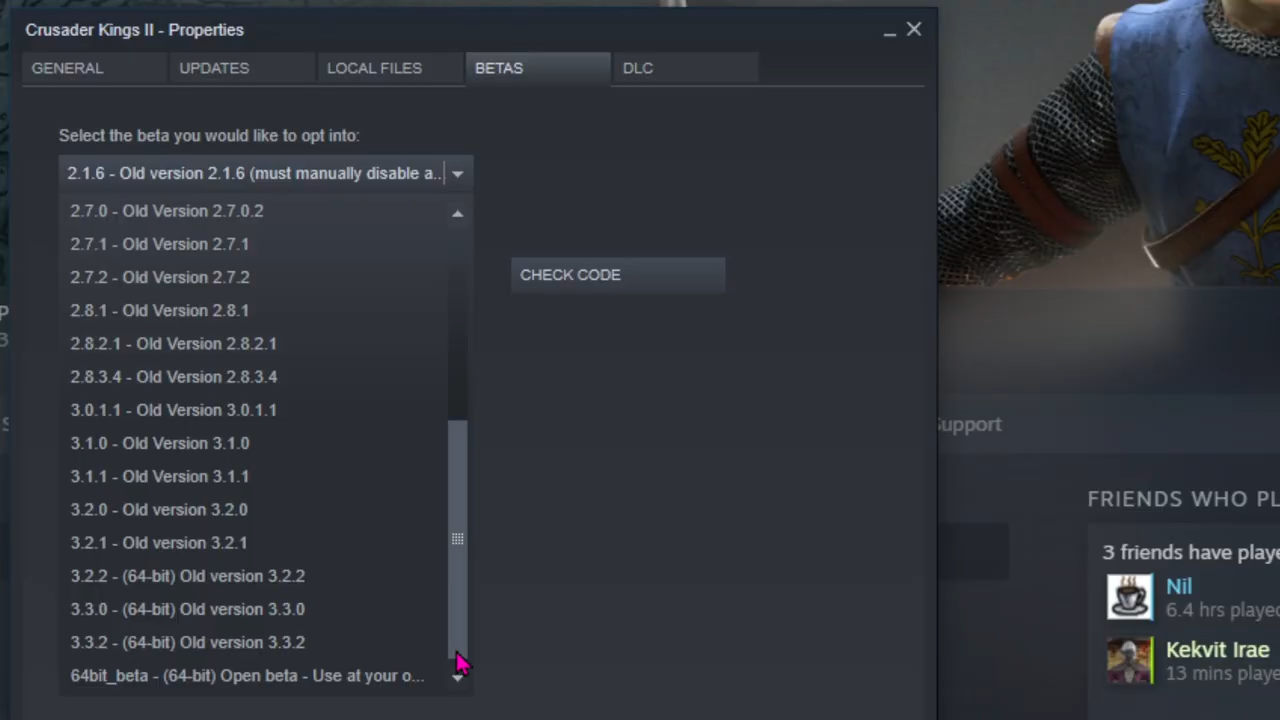 Crusader Kings II - Properties
GENERAL
UPDATES
LOCAL FILES
BETAS
DLC
Select the beta you would like to opt into:
2.1.6 - Old version 2.1.6 (must manually disable a..
2.7.0 - Old Version 2.7.0.2
2.7.1 - Old Version 2.7.1
2.7.2 - Old Version 2.7.2
2.8.1 - Old Version 2.8.1
2.8.2.1 - Old Version 2.8.2.1
2.8.3.4 - Old Version 2.8.3.4
3.0.1.1 - Old Version 3.0.1.1
3.1.0 - Old Version 3.1.0
3.1.1 - Old Version 3.1.1
3.2.0 - Old Version 3.2.0
3.2.1 - Old version 3.2.1
3.2.2 - (64-bit) Old version 3.2.2
3.3.0 - (64-bit) Old version 3.3.0
3.3.2 - (64-bit) Old version 3.3.2
64bit_beta - (64-bit) Open beta - Use at your o...
CHECK CODE
Support
FRIENDS WHO PL
3 friends have playe
Nil
6.4 hrs playe
Kekvit Irae
13 mins playe